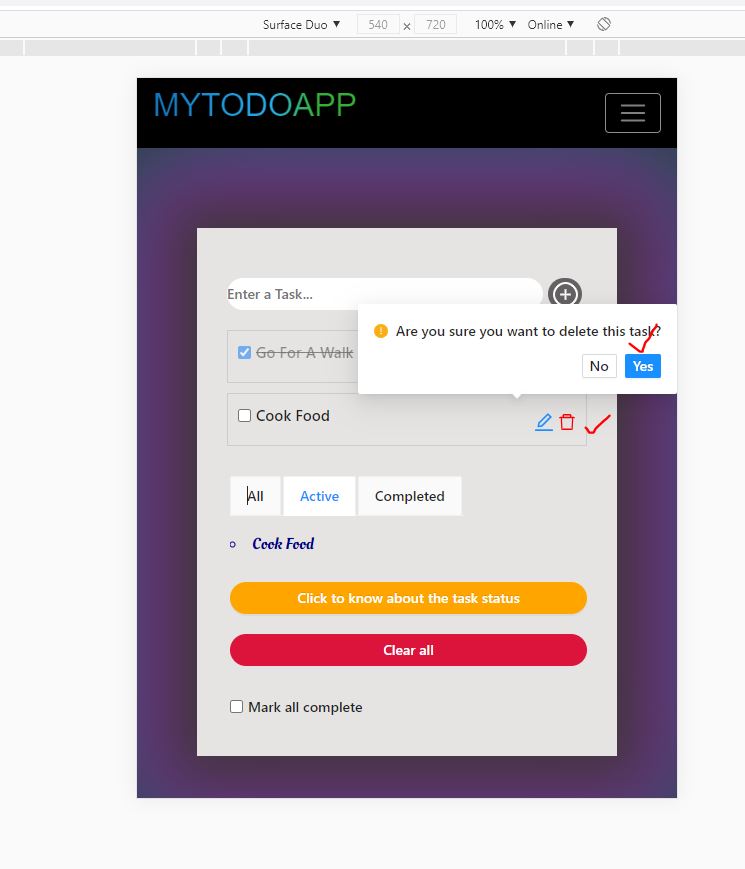 Surface Duo ▼ 540 × 720 100% ▼ Online ▼
MYTODOAPP
Enter a Task...
Are you sure you want to delete this task?
Go For A Walk
No Yes
Cook Food
All Active Completed
Cook Food
Click to know about the task status
Clear all
Mark all complete